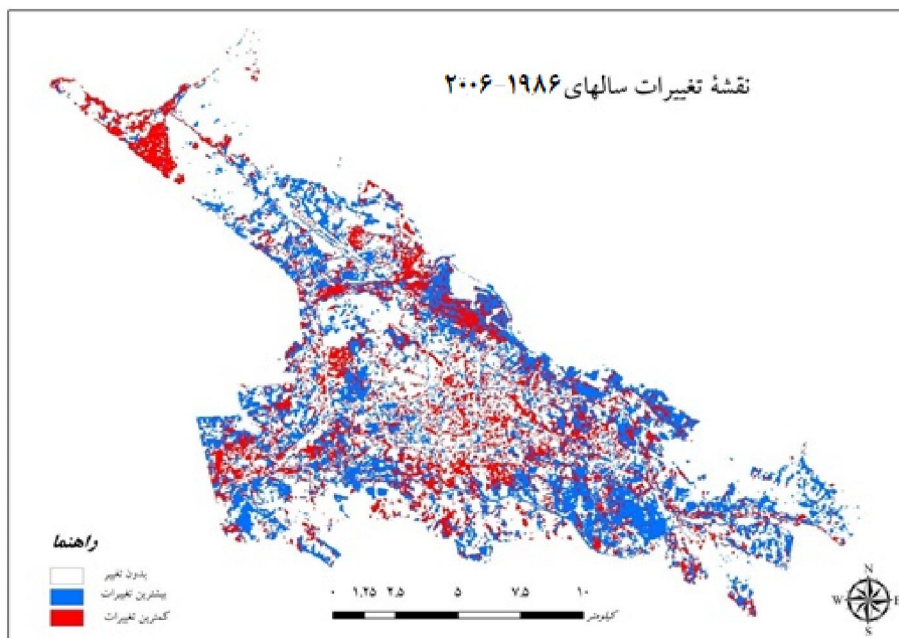 نقشهٔ تغییرات سالهای ۱۹۸۶-۲۰۰۶
راهنما
بدون تغییر
بیشترین تغییرات
کمترین تغییرات
۰ ۱.۲۵ ۲.۵ ۵ ۷.۵ ۱۰
کیلومتر
N
W E
S